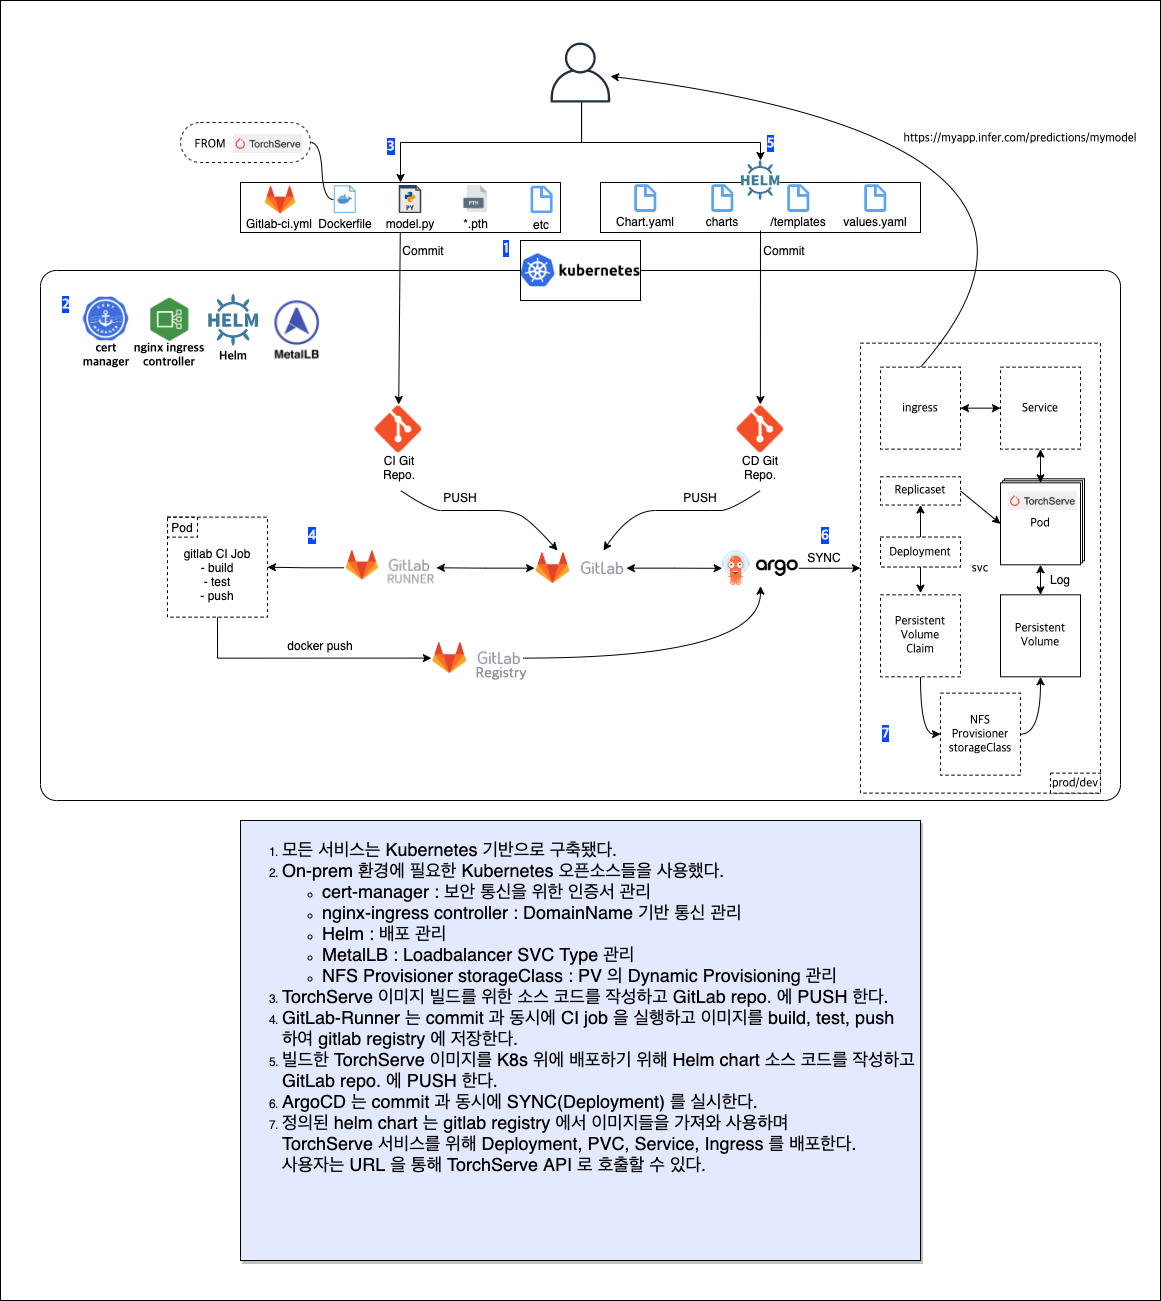 https://myapp.infer.com/predictions/mymodel
FROM TorchServe
3
5
HELM
Gitlab-ci.yml
Dockerfile
PY
model.py
PTH
*.pth
etc
Chart.yaml
charts
/templates
values.yaml
Commit
Commit
1
kubernetes
2
cert
manager
nginx ingress
controller
HELM
Helm
MetalLB
CI Git
Repo.
CD Git
Repo.
PUSH
PUSH
Pod
gitlab CI Job
- build
- test
- push
4
GitLab
RUNNER
GitLab
argo
6
SYNC
docker push
GitLab
Registry
ingress
Service
Replicaset
TorchServe
Pod
Deployment
svc
Log
Persistent
Volume
Claim
Persistent
Volume
7
NFS
Provisioner
storageClass
prod/dev
1. 모든 서비스는 Kubernetes 기반으로 구축됐다.
2. On-prem 환경에 필요한 Kubernetes 오픈소스들을 사용했다.
◦ cert-manager : 보안 통신을 위한 인증서 관리
◦ nginx-ingress controller : DomainName 기반 통신 관리
◦ Helm : 배포 관리
◦ MetalLB : Loadbalancer SVC Type 관리
◦ NFS Provisioner storageClass : PV 의 Dynamic Provisioning 관리
3. TorchServe 이미지 빌드를 위한 소스 코드를 작성하고 GitLab repo. 에 PUSH 한다.
4. GitLab-Runner 는 commit 과 동시에 CI job 을 실행하고 이미지를 build, test, push
하여 gitlab registry 에 저장한다.
5. 빌드한 TorchServe 이미지를 K8s 위에 배포하기 위해 Helm chart 소스 코드를 작성하고
GitLab repo. 에 PUSH 한다.
6. ArgoCD 는 commit 과 동시에 SYNC(Deployment) 를 실시한다.
7. 정의된 helm chart 는 gitlab registry 에서 이미지들을 가져와 사용하며
TorchServe 서비스를 위해 Deployment, PVC, Service, Ingress 를 배포한다.
사용자는 URL 을 통해 TorchServe API 로 호출할 수 있다.